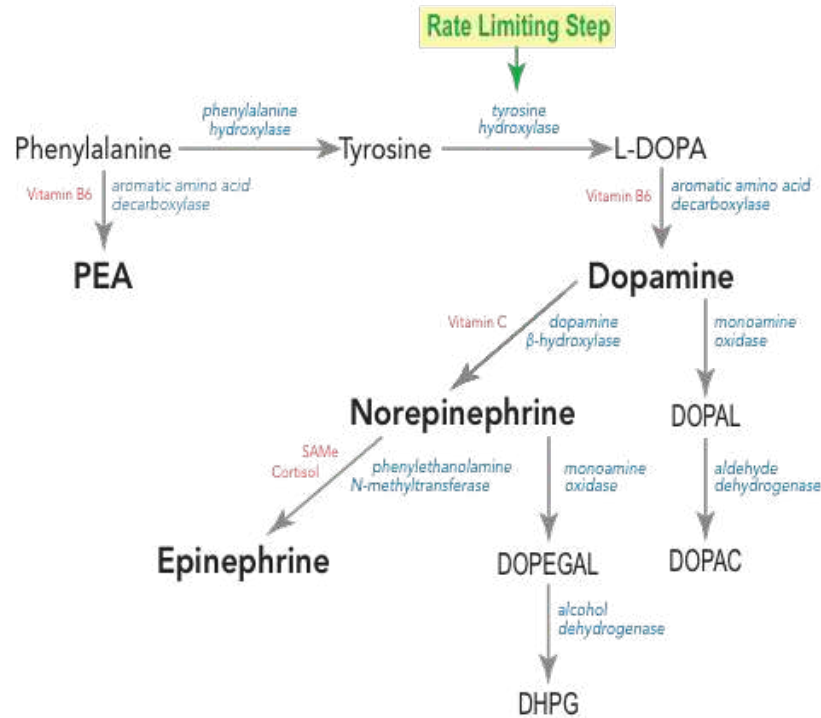 Rate Limiting Step
phenylalanine
hydroxylase
tyrosine
hydroxylase
Phenylalanine
Tyrosine
L-DOPA
Vitamin B6
aromatic amino acid
decarboxylase
Vitamin B6
aromatic amino acid
decarboxylase
PEA
Dopamine
Vitamin C
dopamine
β-hydroxylase
monoamine
oxidase
Norepinephrine
DOPAL
SAMe
Cortisol
phenylethanolamine
N-methyltransferase
monoamine
oxidase
aldehyde
dehydrogenase
Epinephrine
DOPEGAL
DOPAC
alcohol
dehydrogenase
DHPG